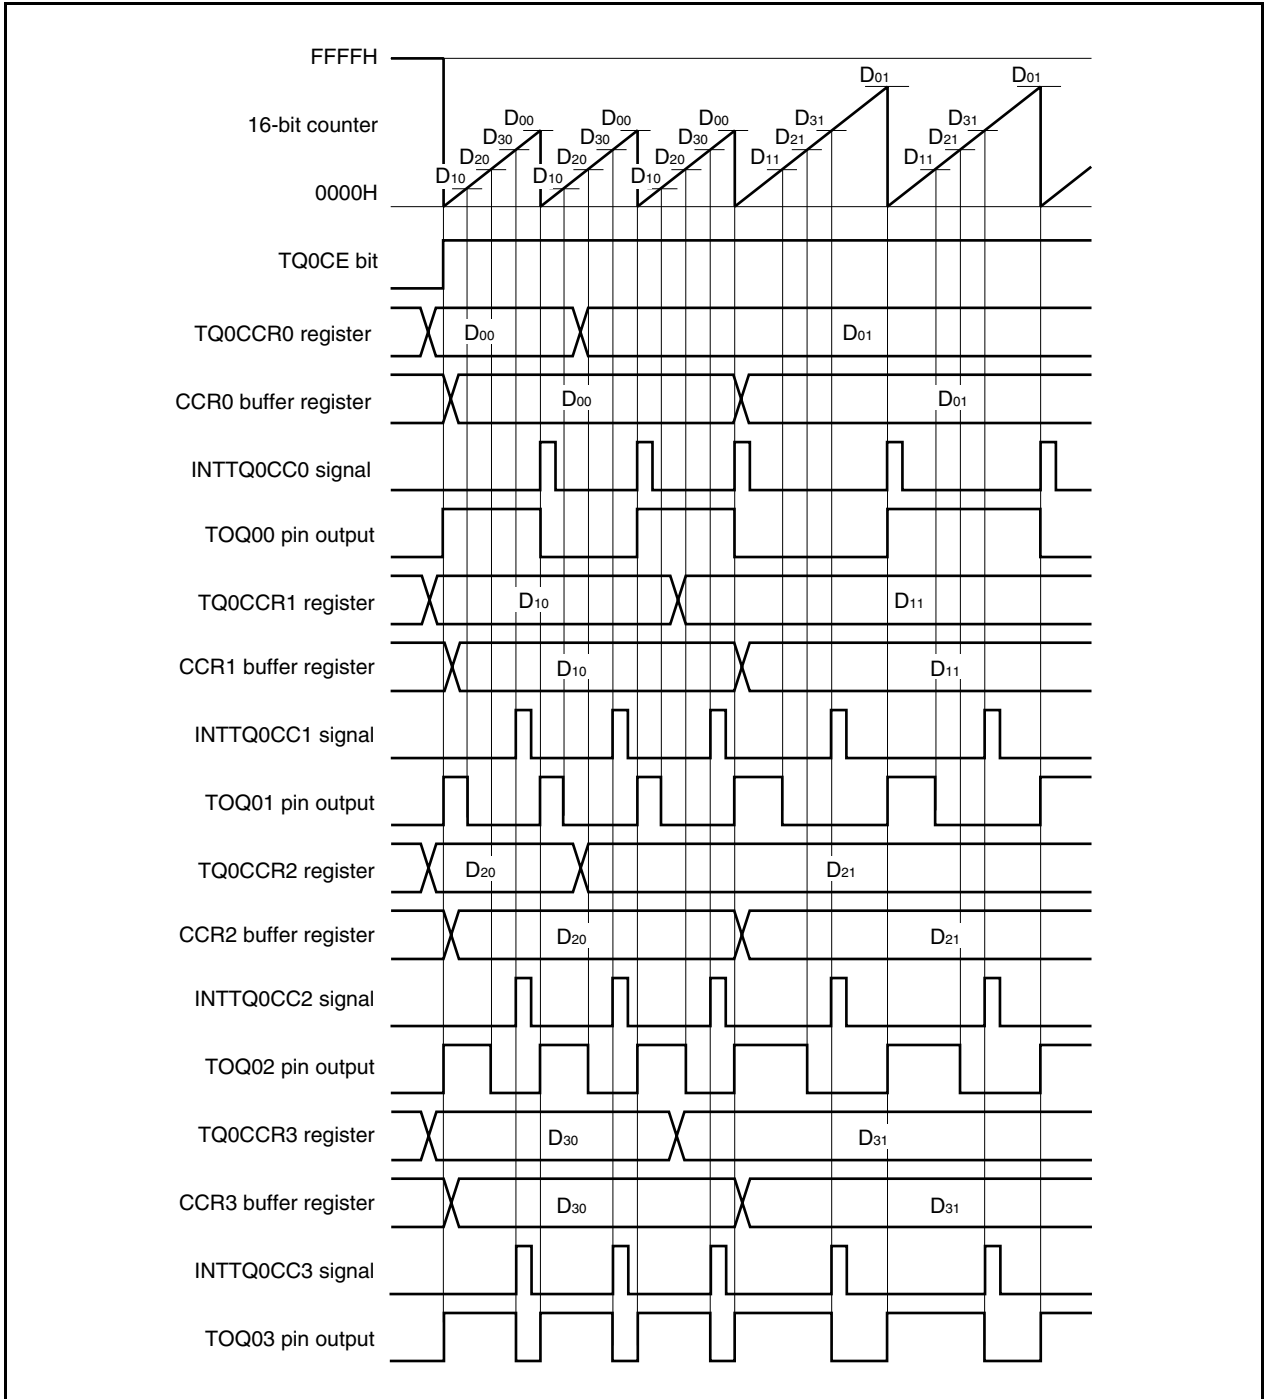 FFFFH
D01 D01
16-bit counter
D00 D00 D00 D31 D31
D30 D30 D30 D21 D21
D20 D20 D20 D11 D11
D10 D10 D10
0000H
TQ0CE bit
TQ0CCR0 register D00 D01
CCR0 buffer register D00 D01
INTTQ0CC0 signal
TOQ00 pin output
TQ0CCR1 register D10 D11
CCR1 buffer register D10 D11
INTTQ0CC1 signal
TOQ01 pin output
TQ0CCR2 register D20 D21
CCR2 buffer register D20 D21
INTTQ0CC2 signal
TOQ02 pin output
TQ0CCR3 register D30 D31
CCR3 buffer register D30 D31
INTTQ0CC3 signal
TOQ03 pin output